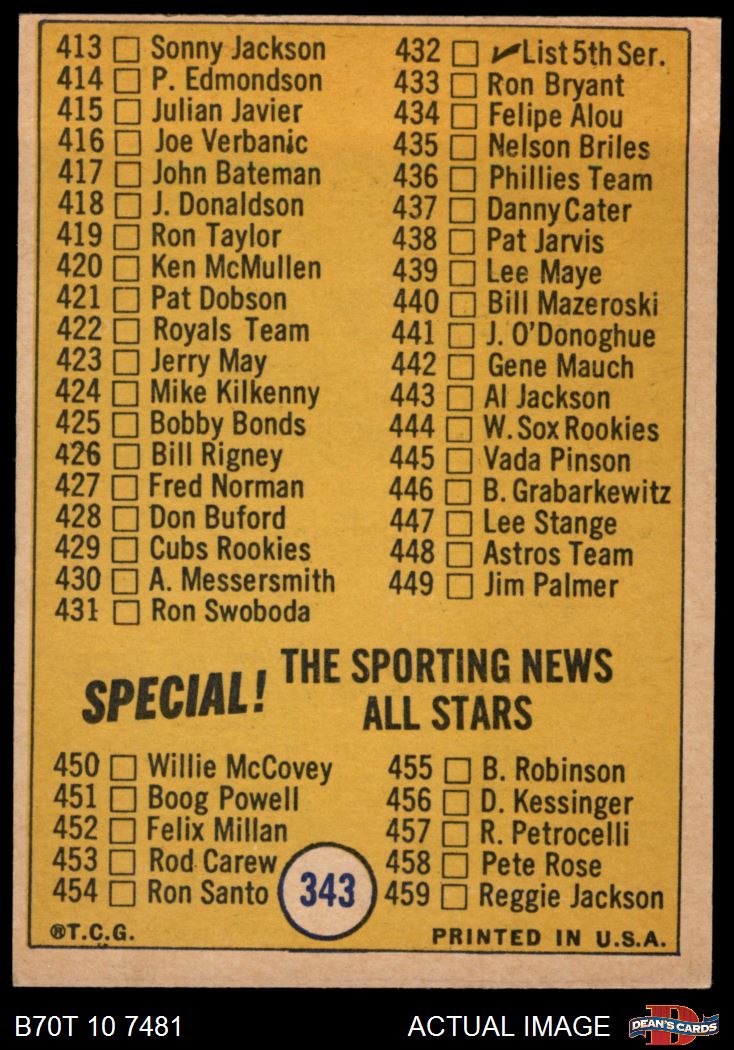 413 Sonny Jackson
414 P. Edmondson
415 Julian Javier
416 Joe Verbanic
417 John Bateman
418 J. Donaldson
419 Ron Taylor
420 Ken McMullen
421 Pat Dobson
422 Royals Team
423 Jerry May
424 Mike Kilkenny
425 Bobby Bonds
426 Bill Rigney
427 Fred Norman
428 Don Buford
429 Cubs Rookies
430 A. Messersmith
431 Ron Swoboda
432 ✓List 5th Ser.
433 Ron Bryant
434 Felipe Alou
435 Nelson Briles
436 Phillies Team
437 Danny Cater
438 Pat Jarvis
439 Lee Maye
440 Bill Mazeroski
441 J. O'Donoghue
442 Gene Mauch
443 Al Jackson
444 W. Sox Rookies
445 Vada Pinson
446 B. Grabarkewitz
447 Lee Stange
448 Astros Team
449 Jim Palmer
SPECIAL! THE SPORTING NEWS
ALL STARS
450 Willie McCovey
451 Boog Powell
452 Felix Millan
453 Rod Carew
454 Ron Santo
455 B. Robinson
456 D. Kessinger
457 R. Petrocelli
458 Pete Rose
459 Reggie Jackson
343
®T.C.G.
PRINTED IN U.S.A.
B70T 10 7481
ACTUAL IMAGE
DEAN'S CARDS